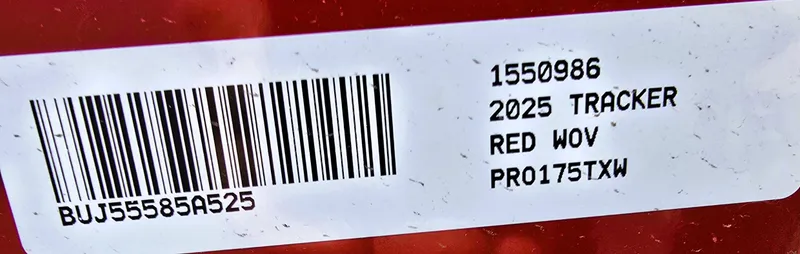 BUJ55585A525
1550986
2025 TRACKER
RED WOV
PRO175TXW